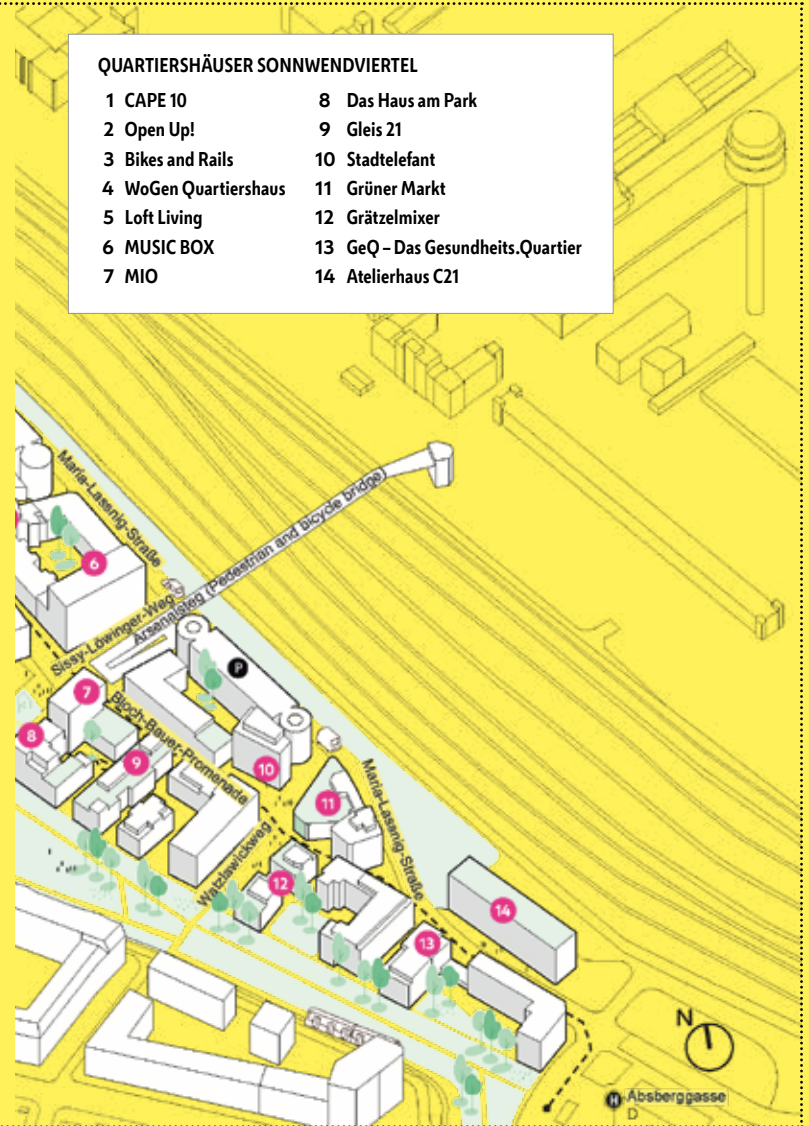 QUARTIERSHÄUSER SONNWENDVIERTEL
1 CAPE 10
2 Open Up!
3 Bikes and Rails
4 WoGen Quartiershaus
5 Loft Living
6 MUSIC BOX
7 MIO
8 Das Haus am Park
9 Gleis 21
10 Stadtelefant
11 Grüner Markt
12 Grätzelmixer
13 GeQ – Das Gesundheits.Quartier
14 Atelierhaus C21
Maria-Lassnig-Straße
6
Arsenalsteg (Pedestrian and bicycle bridge)
Sissy-Löwinger-Weg
P
7
Bloch-Bauer-Promenade
8
9
10
Maria-Lassnig-Straße
11
Watzlawickweg
12
14
13
N
H Absberggasse
D